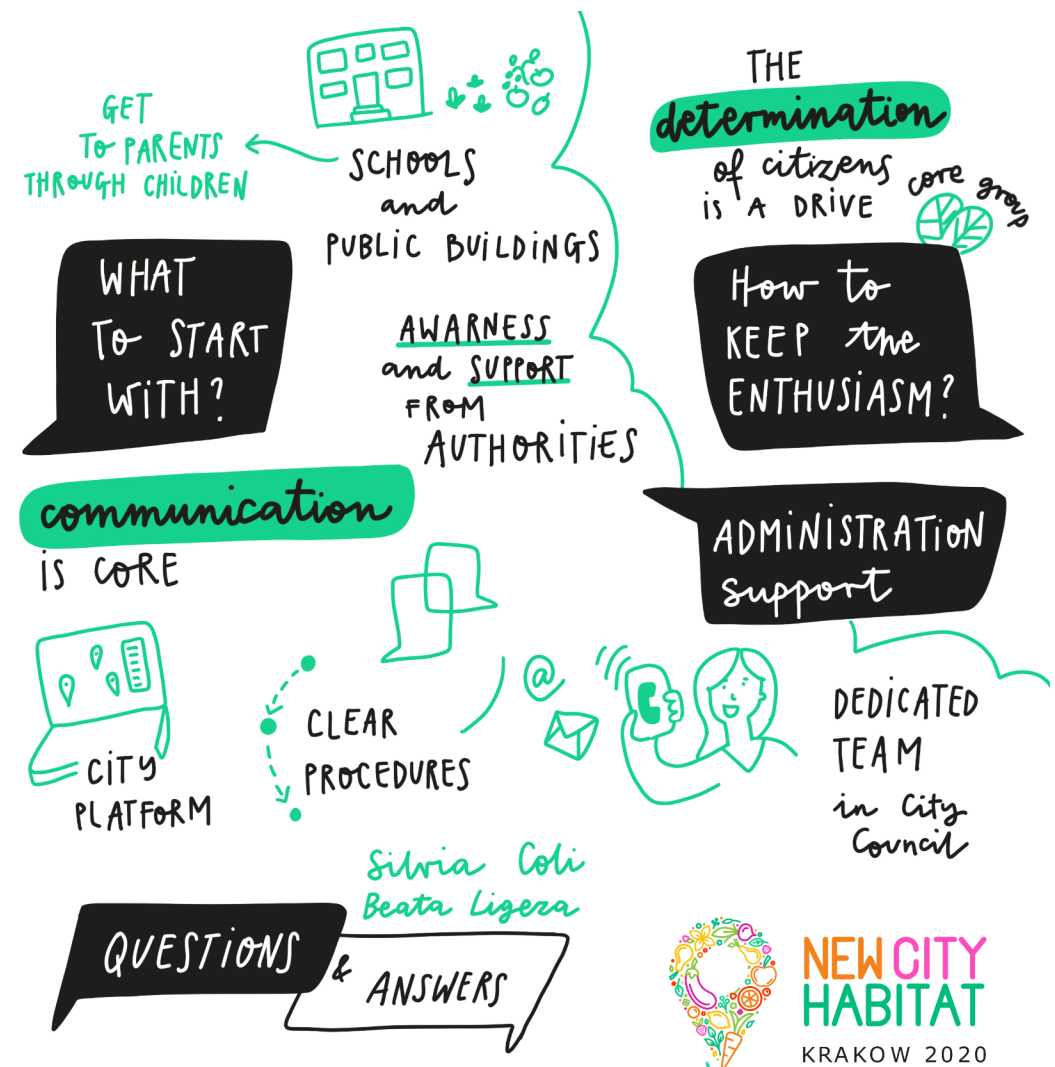 GET
TO PARENTS
THROUGH CHILDREN
SCHOOLS
and
PUBLIC BUILDINGS
WHAT
TO START
WITH?
AWARNESS
and SUPPORT
FROM
AUTHORITIES
THE
determination
of citizens
is A DRIVE
core group
How to
KEEP the
ENTHUSIASM?
communication
is CORE
ADMINISTRATION
support
CITY
PLATFORM
CLEAR
PROCEDURES
@
DEDICATED
TEAM
in City
Council
Silvia Coli
Beata Ligeza
QUESTIONS
& ANSWERS
NEW CITY
HABITAT
KRAKOW 2020